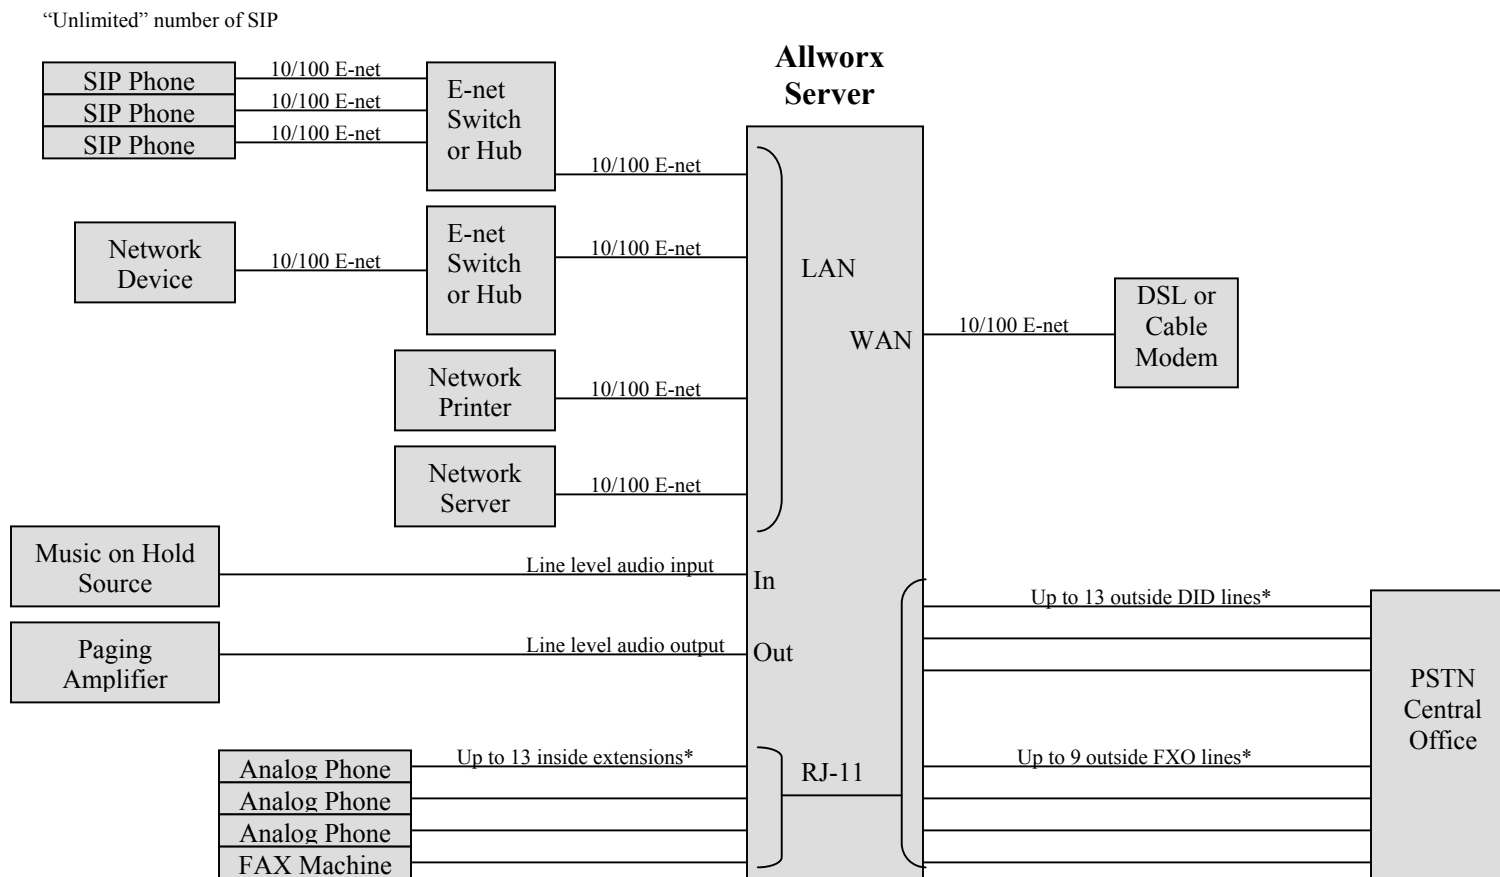 “Unlimited” number of SIP
Allworx
Server
SIP Phone
10/100 E-net
SIP Phone
10/100 E-net
SIP Phone
10/100 E-net
E-net
Switch
or Hub
10/100 E-net
Network
Device
10/100 E-net
E-net
Switch
or Hub
10/100 E-net
LAN
WAN
10/100 E-net
DSL or
Cable
Modem
Network
Printer
10/100 E-net
Network
Server
10/100 E-net
Music on Hold
Source
Line level audio input
In
Paging
Amplifier
Line level audio output
Out
Up to 13 outside DID lines*
PSTN
Central
Office
Analog Phone
Analog Phone
Analog Phone
FAX Machine
Up to 13 inside extensions*
RJ-11
Up to 9 outside FXO lines*